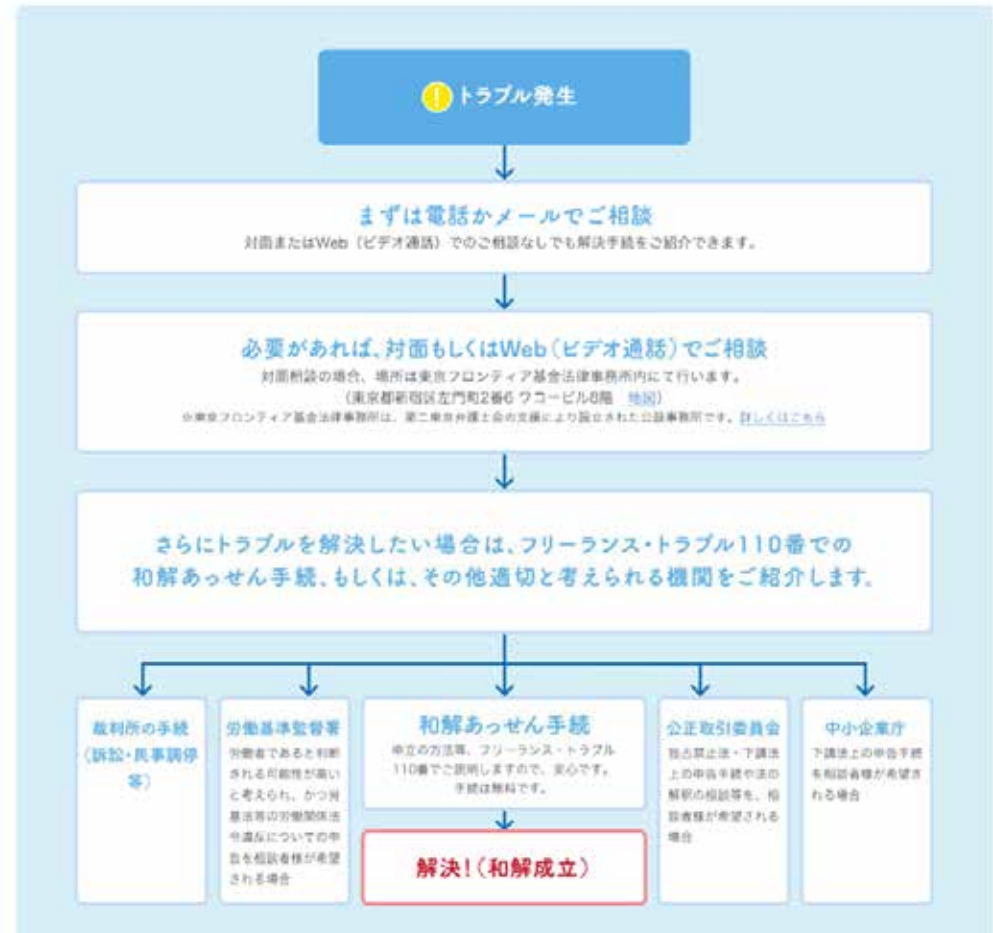 ! トラブル発生
まずは電話かメールでご相談
対面またはWeb（ビデオ通話）でのご相談なしでも解決手続をご紹介できます。
必要があれば、対面もしくはWeb（ビデオ通話）でご相談
対面相談の場合、場所は東京フロンティア基金法律事務所内にて行います。
（東京都新宿区左門町2番6 ワコービル8階 地図）
※東京フロンティア基金法律事務所は、第二東京弁護士会の支援により設立された公設事務所です。詳しくはこちら
さらにトラブルを解決したい場合は、フリーランス・トラブル110番での
和解あっせん手続、もしくは、その他適切と考えられる機関をご紹介します。
裁判所の手続
（訴訟・民事調停
等）
労働基準監督署
労働者であると判断
される可能性が高い
と考えられ、かつ労
基法等の労働関係法
令違反についての申
告を相談者様が希望
される場合
和解あっせん手続
申立の方法等、フリーランス・トラブル
110番でご説明しますので、安心です。
手続は無料です。
解決！（和解成立）
公正取引委員会
独占禁止法・下請法
上の申告手続や法の
解釈の相談等を、相
談者様が希望される
場合
中小企業庁
下請法上の申告手続
を相談者様が希望さ
れる場合